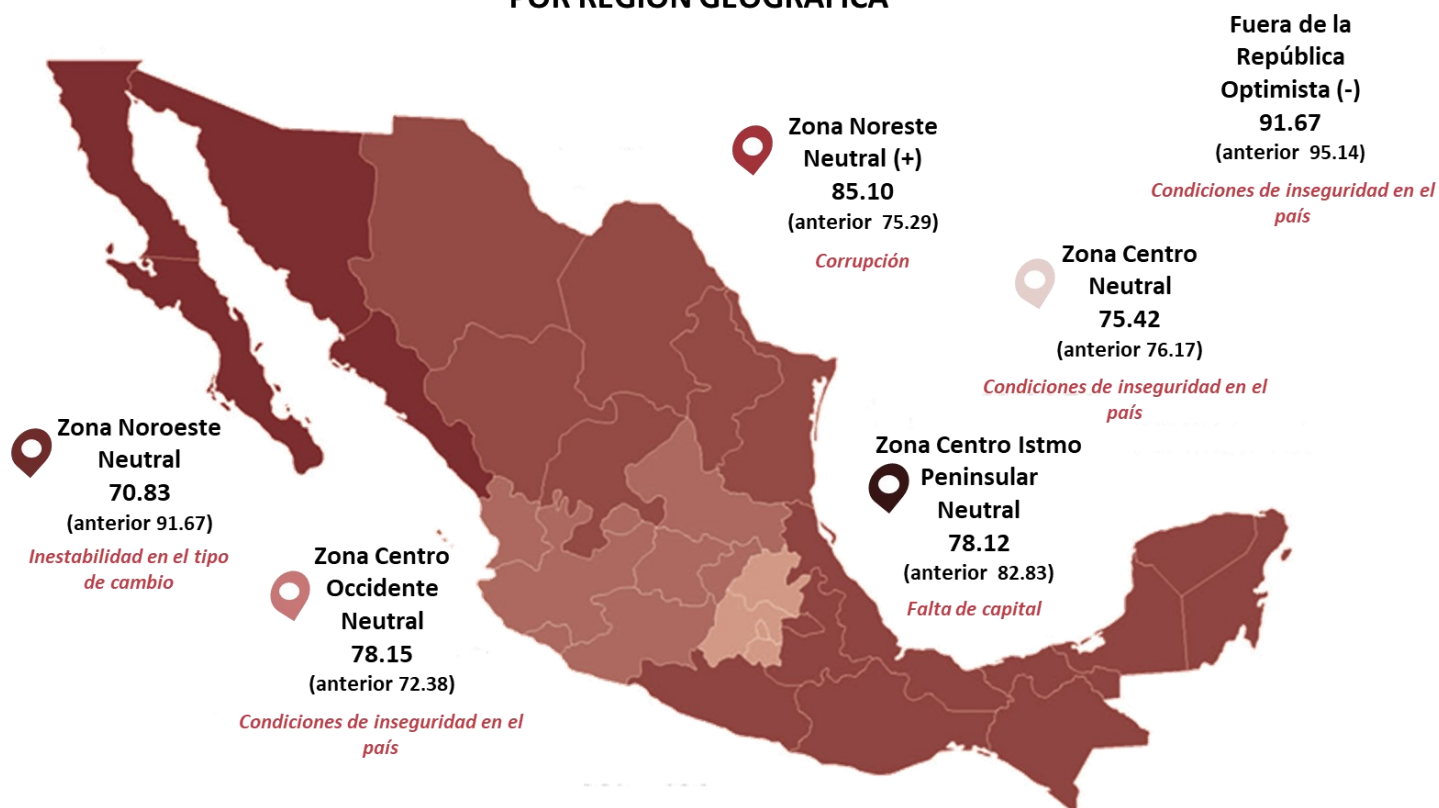 POR REGIÓN GEOGRÁFICA
Fuera de la
República
Optimista (-)
91.67
(anterior 95.14)
Condiciones de inseguridad en el
país
Zona Noreste
Neutral (+)
85.10
(anterior 75.29)
Corrupción
Zona Centro
Neutral
75.42
(anterior 76.17)
Condiciones de inseguridad en el
país
Zona Noroeste
Neutral
70.83
(anterior 91.67)
Inestabilidad en el tipo
de cambio
Zona Centro Istmo
Peninsular
Neutral
78.12
(anterior 82.83)
Falta de capital
Zona Centro
Occidente
Neutral
78.15
(anterior 72.38)
Condiciones de inseguridad en el
país